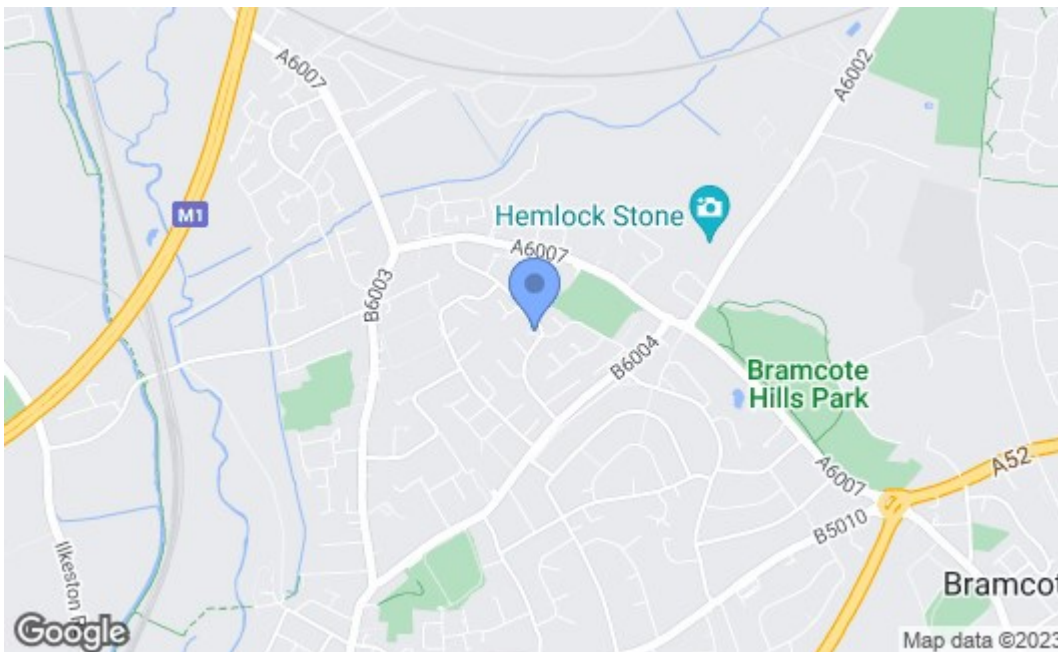 A6007
A6002
M1
Hemlock Stone
A6007
B6003
B6004
Bramcote
Hills Park
A6007
A52
B5010
Ilkeston R
Bramcot
Google
Map data ©2023